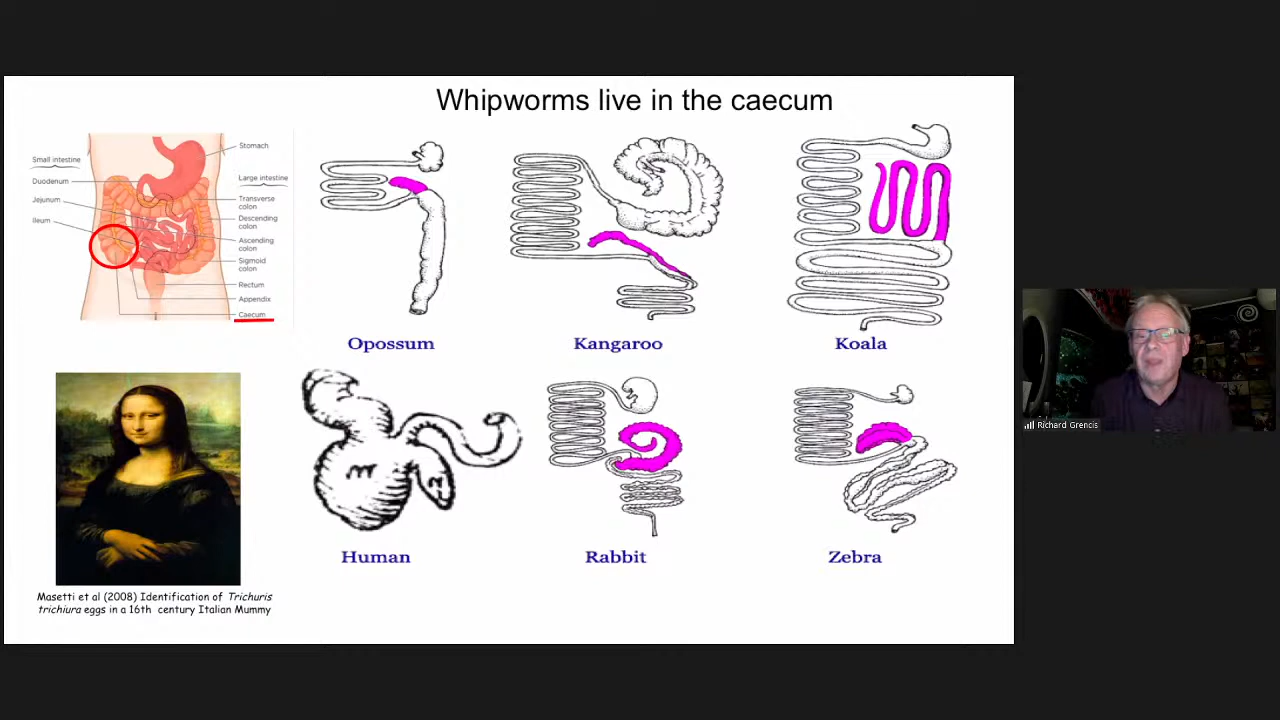 Whipworms live in the caecum
Small intestine
Duodenum
Jejunum
Ileum
Stomach
Large intestine
Transverse
colon
Descending
colon
Ascending
colon
Sigmoid
colon
Rectum
Appendix
Caecum
Opossum
Kangaroo
Koala
Human
Rabbit
Zebra
Masetti et al (2008) Identification of Trichuris
trichiura eggs in a 16th century Italian Mummy
Richard Grencis